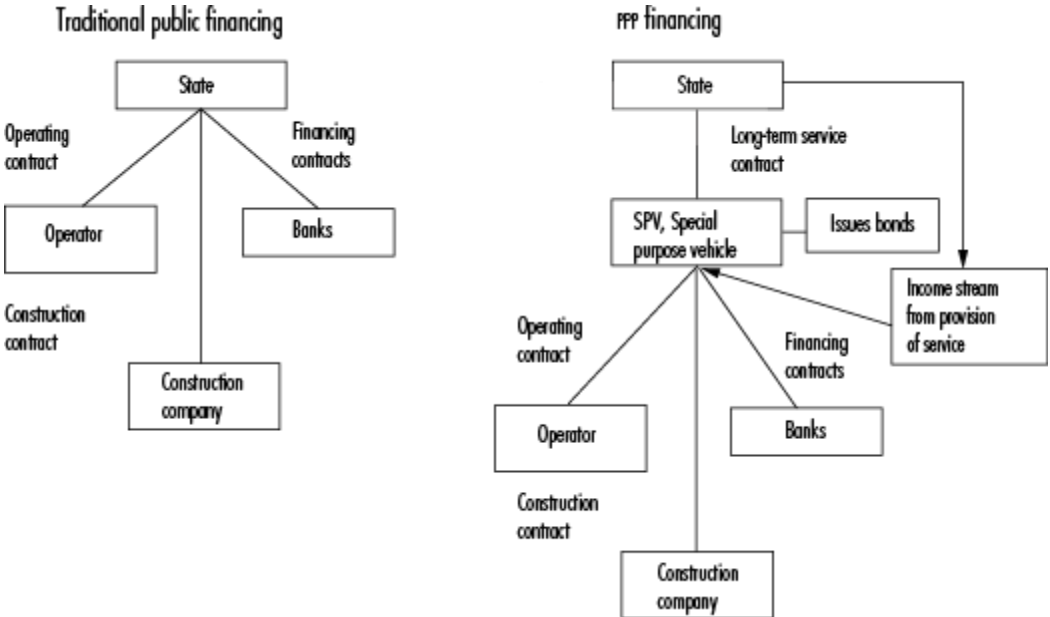 Traditional public financing
State
Operating
contract
Financing
contracts
Operator
Banks
Construction
contract
Construction
company
PPP financing
State
Long-term service
contract
SPV, Special
purpose vehicle
Issues bonds
Income stream
from provision
of service
Operating
contract
Financing
contracts
Operator
Banks
Construction
contract
Construction
company